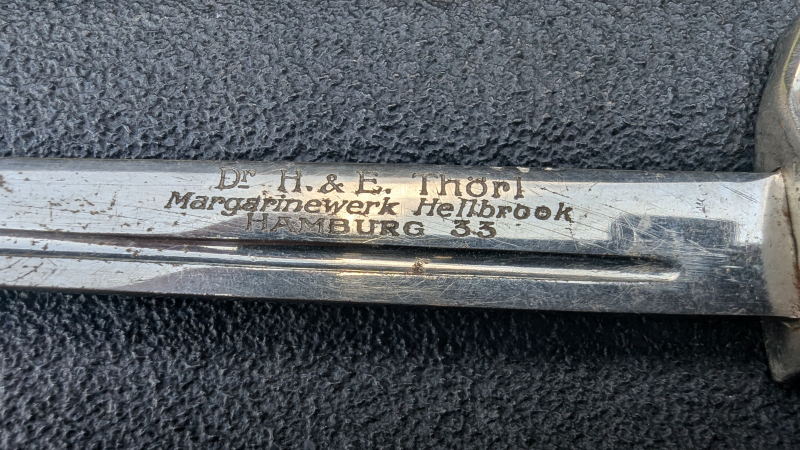 Dr H. & E. Thörl
Margarinewerk Hellbrook
HAMBURG 33